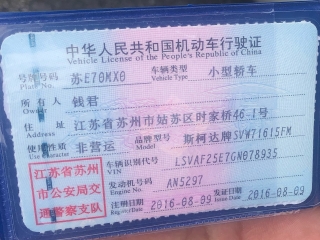 中华人民共和国机动车行驶证
Vehicle License of the People's Republic of China
号牌号码 苏E70MX0 车辆类型 小型轿车
Vehicle Type
所有人 钱君
Owner
住址 江苏省苏州市姑苏区时家桥46-1号
Address
使用性质 非营运 品牌型号 斯柯达牌SVW71615FM
Use Character Model
江苏省苏州市公安局交通警察支队
车辆识别代号 LSVAF25E7GN078935
VIN
发动机号码 AN5297
Engine No.
注册日期 2016-08-09 发证日期 2016-08-09
Register Date Issue Date